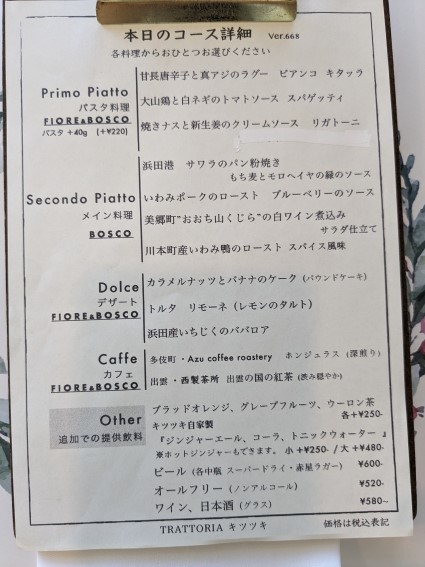 本日のコース詳細 Ver.66
各料理からおひとつお選びください
Primo Piatto
パスタ料理
FIORE&BOSCO
パスタ +40g (+¥220)
甘長唐辛子と真アジのラグー ビアンコ キタッラ
大山鶏と白ネギのトマトソース スパゲッティ
焼きナスと新生姜のクリームソース リガトーニ
Secondo Piatto
メイン料理
BOSCO
浜田港 サワラのパン粉焼き
もち麦とモロヘイヤの緑のソース
いわみポークのロースト ブルーベリーのソース
美郷町"おおち山くじら"の白ワイン煮込み
サラダ仕立て
川本町産いわみ鴨のロースト スパイス風味
Dolce
デザート
FIORE&BOSCO
カラメルナッツとバナナのケーク (パウンドケーキ)
トルタ リモーネ (レモンのタルト)
浜田産いちじくのババロア
Caffe
カフェ
FIORE&BOSCO
多伎町・Azu coffee roastery ホンジュラス (深煎り)
出雲・西製茶所 出雲の国の紅茶 (渋み穏やか)
Other
追加での提供飲料
ブラッドオレンジ、グレープフルーツ、ウーロン茶
各+¥250-
キツツキ自家製
『ジンジャーエール、コーラ、トニックウォーター 』
※ホットジンジャーもできます。 小 +¥250- / 大 +¥480-
ビール (各中瓶 スーパードライ・赤星ラガー) ¥600-
オールフリー (ノンアルコール) ¥520-
ワイン、日本酒 (グラス) ¥580~
TRATTORIA キツツキ 価格は税込表記